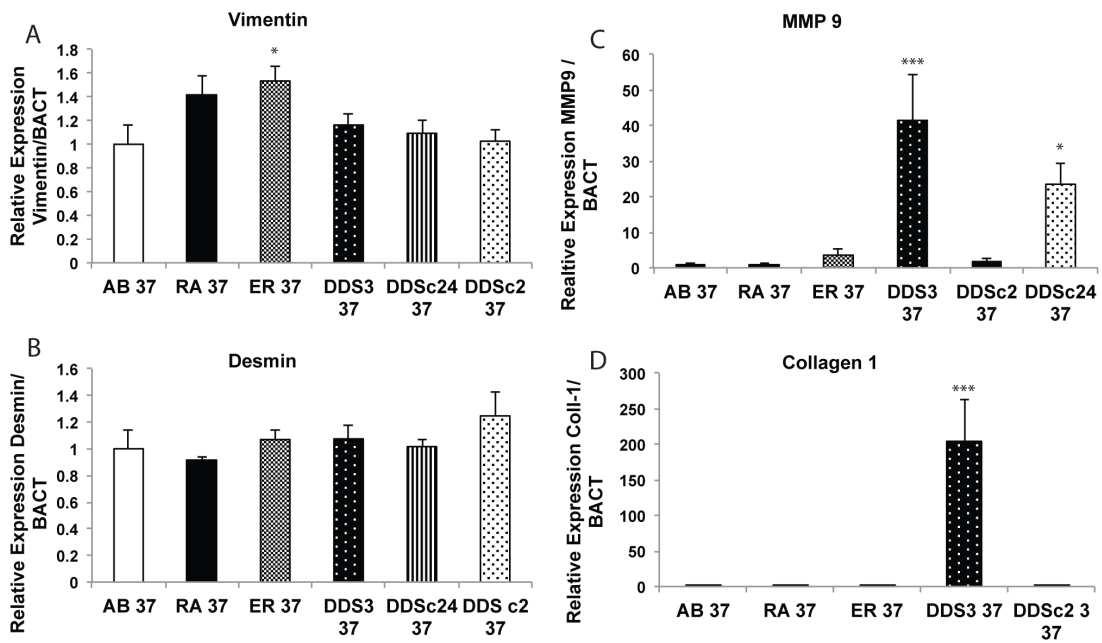 A
Vimentin
Relative Expression
Vimentin/BACT
1.8
1.6
1.4
1.2
1
0.8
0.6
0.4
0.2
0
*
AB 37
RA 37
ER 37
DDS3
37
DDSc24
37
DDSc2
37
B
Desmin
Relative Expression Desmin/
BACT
1.6
1.4
1.2
1
0.8
0.6
0.4
0.2
0
AB 37
RA 37
ER 37
DDS3
37
DDSc24
37
DDS c2
37
C
MMP 9
Realtive Expression MMP9 /
BACT
60
50
40
30
20
10
0
***
*
AB 37
RA 37
ER 37
DDS3
37
DDSc2
37
DDSc24
37
D
Collagen 1
Relative Expression Coll-1/
BACT
300
250
200
150
100
50
0
***
AB 37
RA 37
ER 37
DDS3 37
DDSc2 3
37